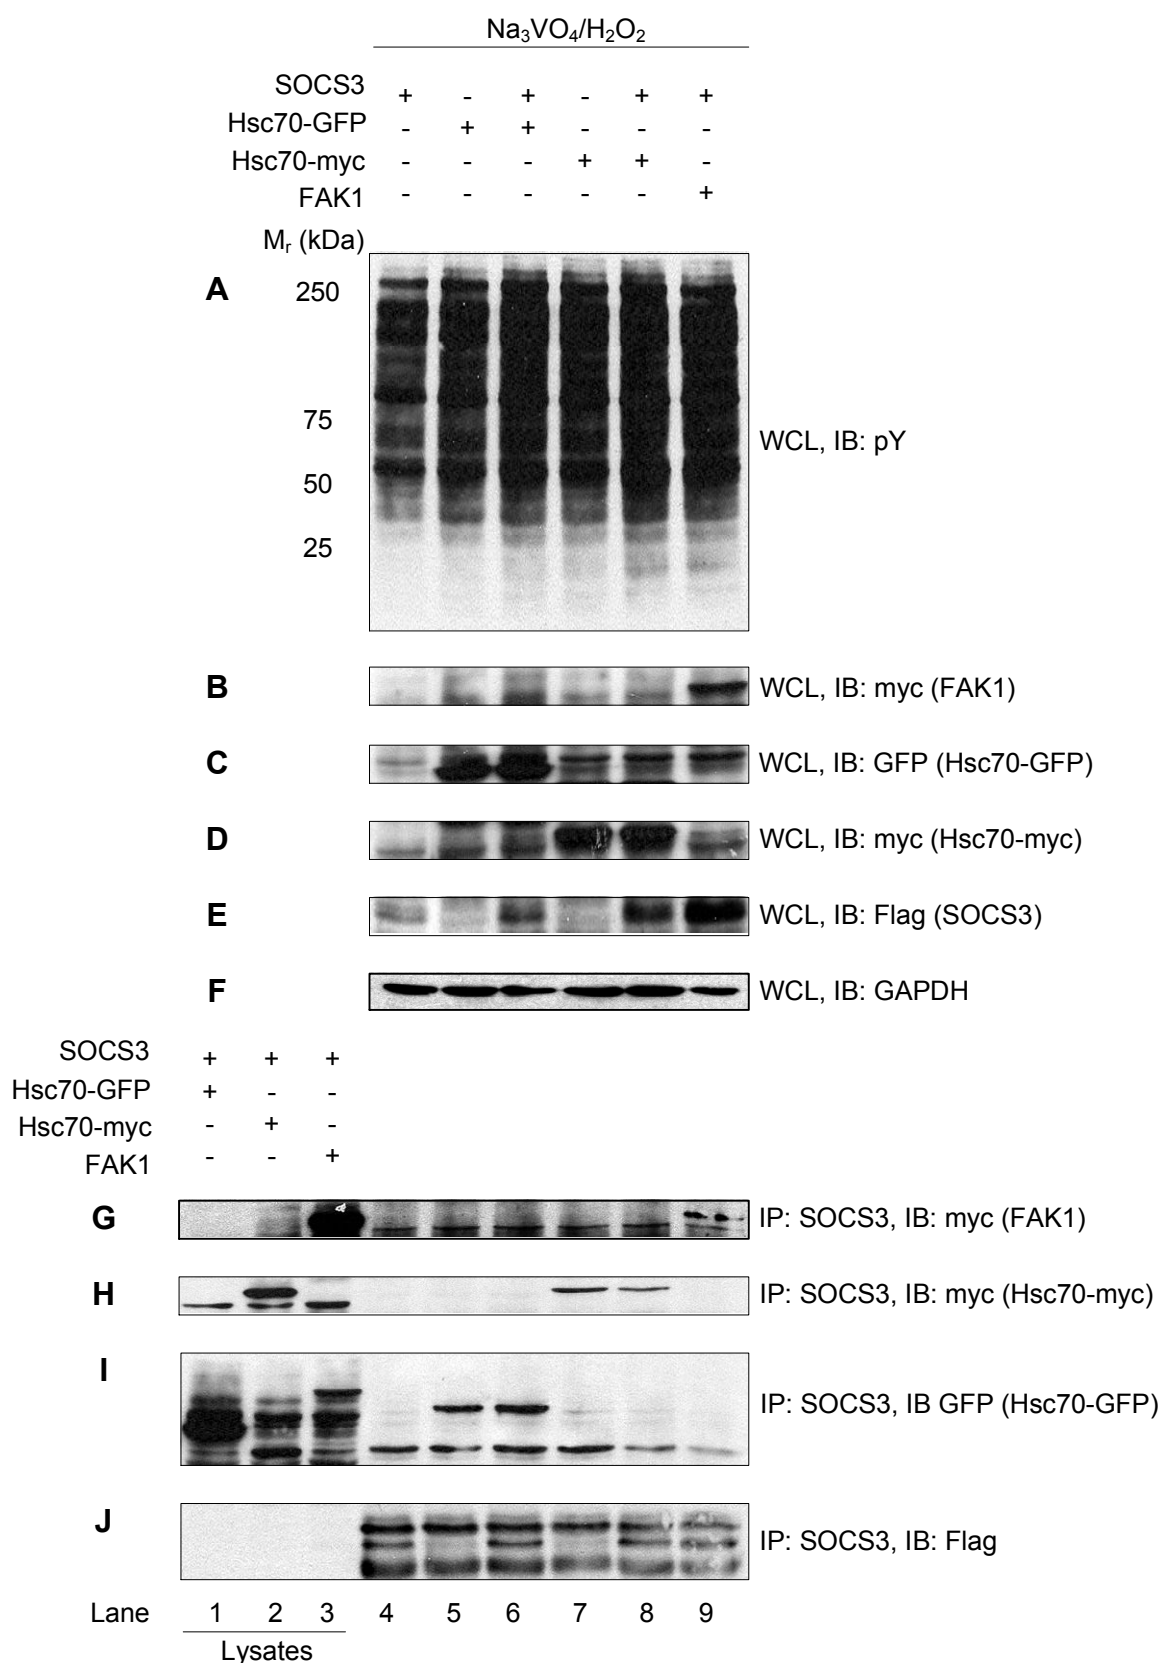 Na₃VO₄/H₂O₂
SOCS3 + - + - + +
Hsc70-GFP - + + - - -
Hsc70-myc - - - + + -
FAK1 - - - - - +
Mᵣ (kDa)
A 250
75
WCL, IB: pY
50
25
B WCL, IB: myc (FAK1)
C WCL, IB: GFP (Hsc70-GFP)
D WCL, IB: myc (Hsc70-myc)
E WCL, IB: Flag (SOCS3)
F WCL, IB: GAPDH
SOCS3 + + +
Hsc70-GFP + - -
Hsc70-myc - + -
FAK1 - - +
G IP: SOCS3, IB: myc (FAK1)
H IP: SOCS3, IB: myc (Hsc70-myc)
I IP: SOCS3, IB GFP (Hsc70-GFP)
J IP: SOCS3, IB: Flag
Lane 1 2 3 4 5 6 7 8 9
Lysates